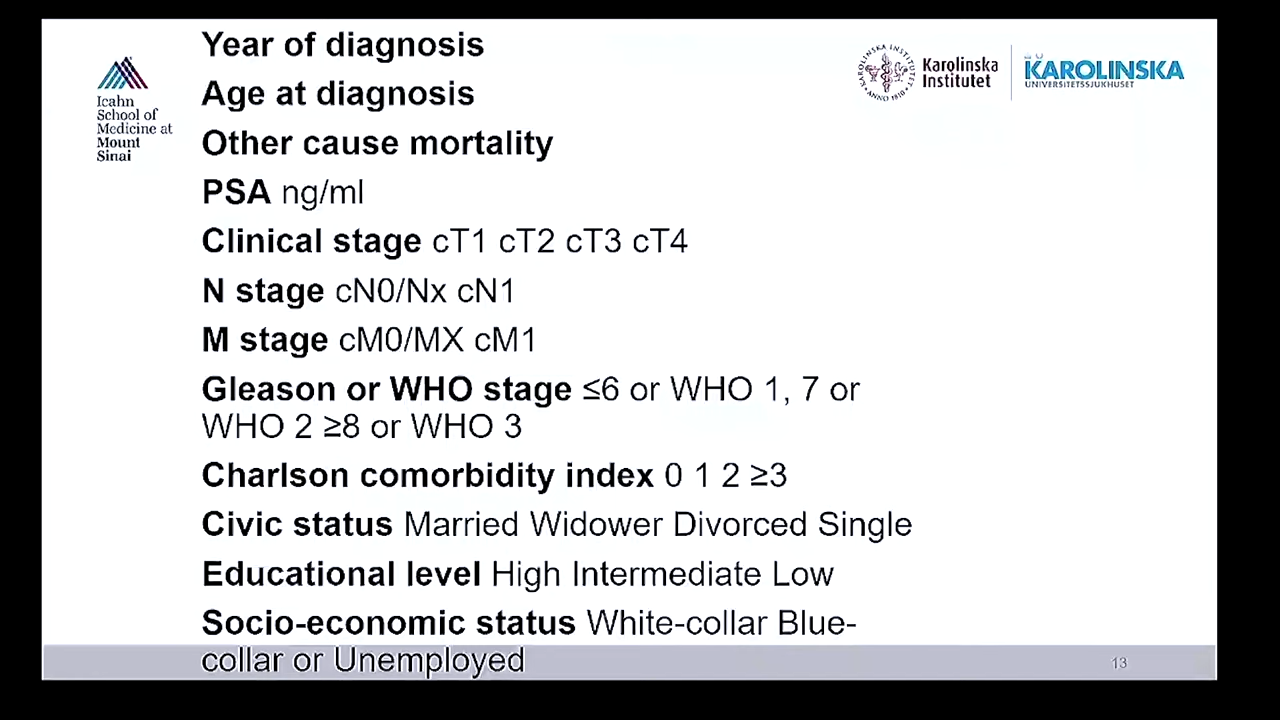 Year of diagnosis
Age at diagnosis
Other cause mortality
PSA ng/ml
Clinical stage cT1 cT2 cT3 cT4
N stage cN0/Nx cN1
M stage cM0/MX cM1
Gleason or WHO stage ≤6 or WHO 1, 7 or
WHO 2 ≥8 or WHO 3
Charlson comorbidity index 0 1 2 ≥3
Civic status Married Widower Divorced Single
Educational level High Intermediate Low
Socio-economic status White-collar Blue-
collar or Unemployed
Icahn
School of
Medicine at
Mount
Sinai
KAROLINSKA INSTITUTET
ANNO 1810
Karolinska
Institutet
KAROLINSKA
UNIVERSITETSSJUKHUSET
13